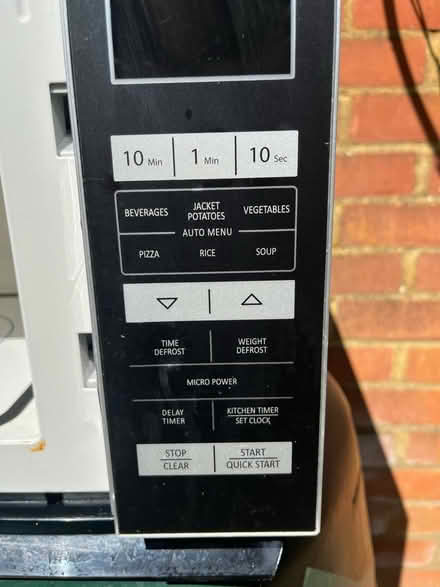 10 Min 1 Min 10 Sec
BEVERAGES JACKET POTATOES VEGETABLES
AUTO MENU
PIZZA RICE SOUP
TIME DEFROST WEIGHT DEFROST
MICRO POWER
DELAY TIMER KITCHEN TIMER SET CLOCK
STOP CLEAR START QUICK START